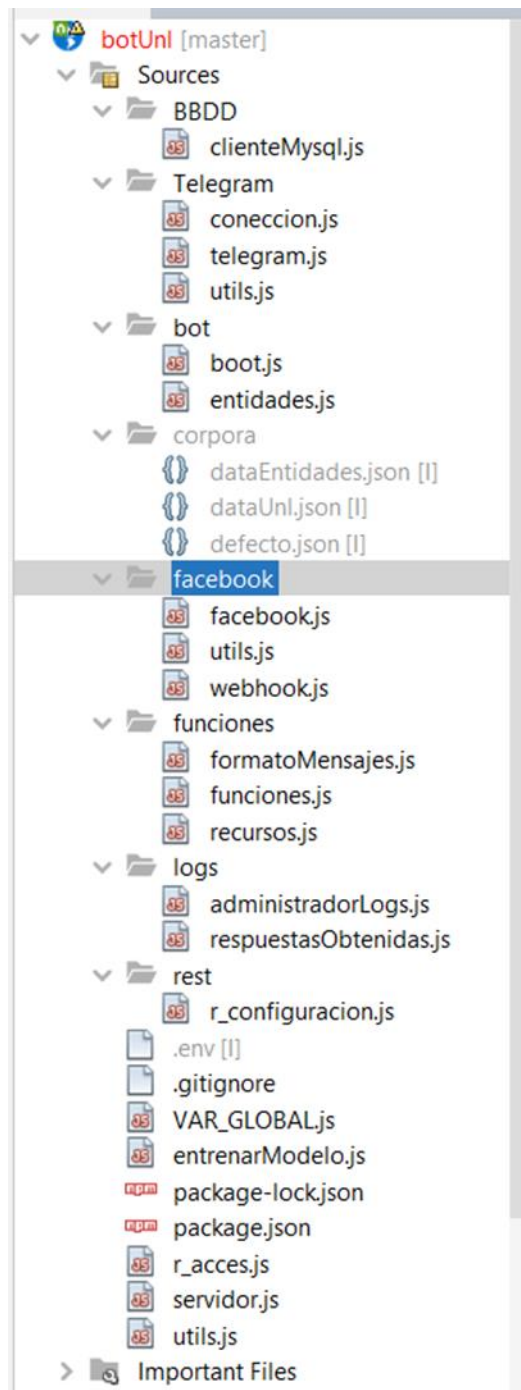 botUnl [master]
Sources
BBDD
clienteMysql.js
Telegram
coneccion.js
telegram.js
utils.js
bot
boot.js
entidades.js
corpora
dataEntidades.json [I]
dataUnl.json [I]
defecto.json [I]
facebook
facebook.js
utils.js
webhook.js
funciones
formatoMensajes.js
funciones.js
recursos.js
logs
administradorLogs.js
respuestasObtenidas.js
rest
r_configuracion.js
.env [I]
.gitignore
VAR_GLOBAL.js
entrenarModelo.js
package-lock.json
package.json
r_acces.js
servidor.js
utils.js
Important Files